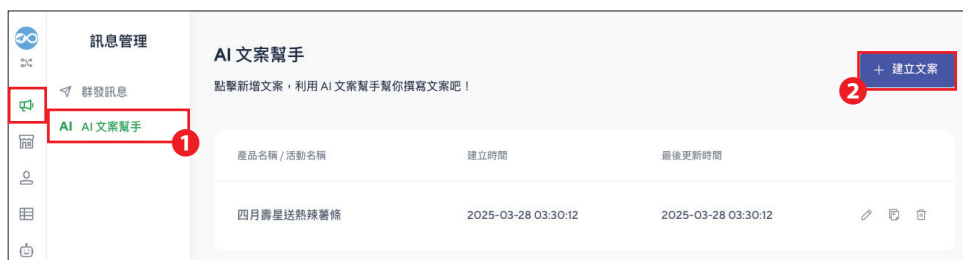 訊息管理
群發訊息
AI AI 文案幫手
1
AI 文案幫手
點擊新增文案，利用 AI 文案幫手幫你撰寫文案吧！
+ 建立文案
2
產品名稱 / 活動名稱 建立時間 最後更新時間
四月壽星送熱辣薯條 2025-03-28 03:30:12 2025-03-28 03:30:12